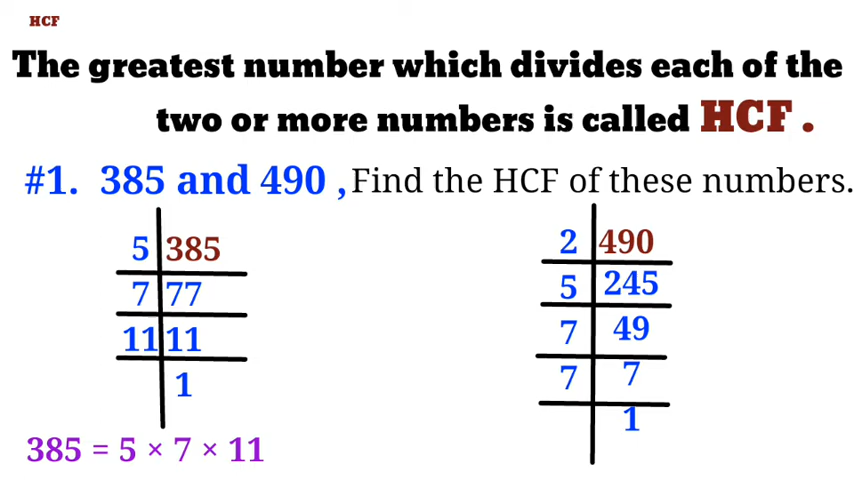 HCF
The greatest number which divides each of the
two or more numbers is called HCF .
#1. 385 and 490 , Find the HCF of these numbers.
5 385
7 77
11 11
1
2 490
5 245
7 49
7 7
1
385 = 5 × 7 × 11